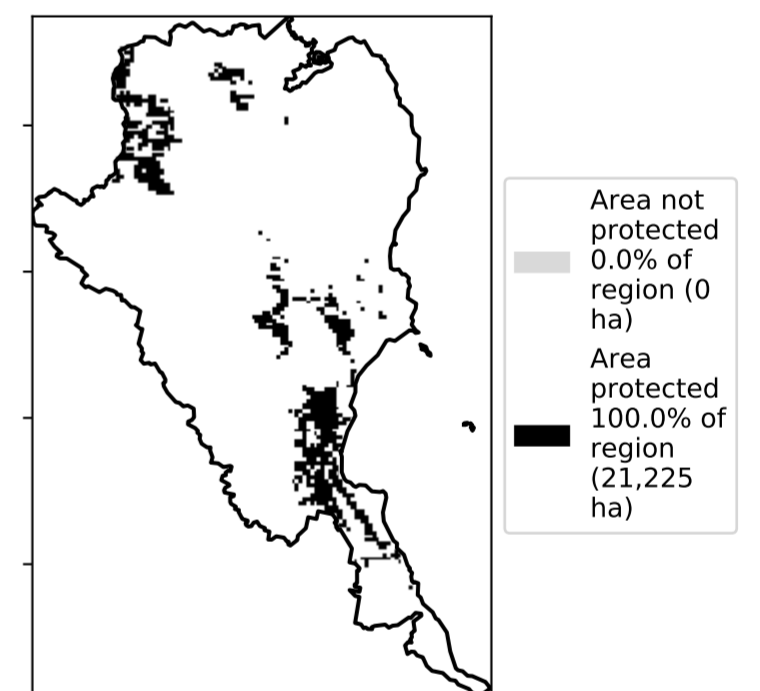 Area not
protected
0.0% of
region (0
ha)
Area
protected
100.0% of
region
(21,225
ha)